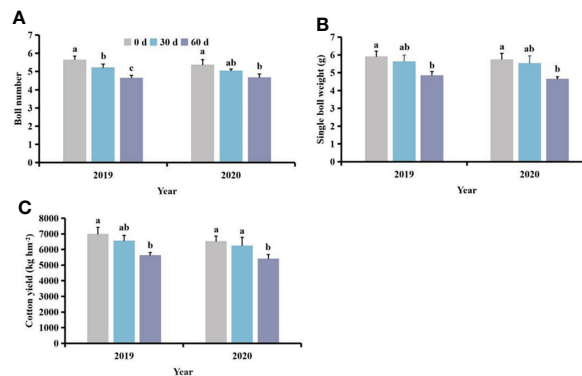 A
0 d 30 d 60 d
Boll number
7
6
5
4
3
2
1
0
a b c a ab b
2019 2020
Year
B
Single boll weight (g)
7
6
5
4
3
2
1
0
a ab b a ab b
2019 2020
Year
C
Cotton yield (kg hm⁻²)
8000
7000
6000
5000
4000
3000
2000
1000
0
a ab b a a b
2019 2020
Year